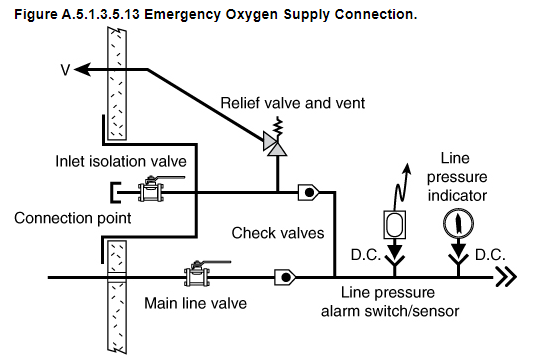 Figure A.5.1.3.5.13 Emergency Oxygen Supply Connection.
V
Relief valve and vent
Inlet isolation valve
Line
pressure
indicator
Connection point
Check valves
D.C.
D.C.
Main line valve
Line pressure
alarm switch/sensor